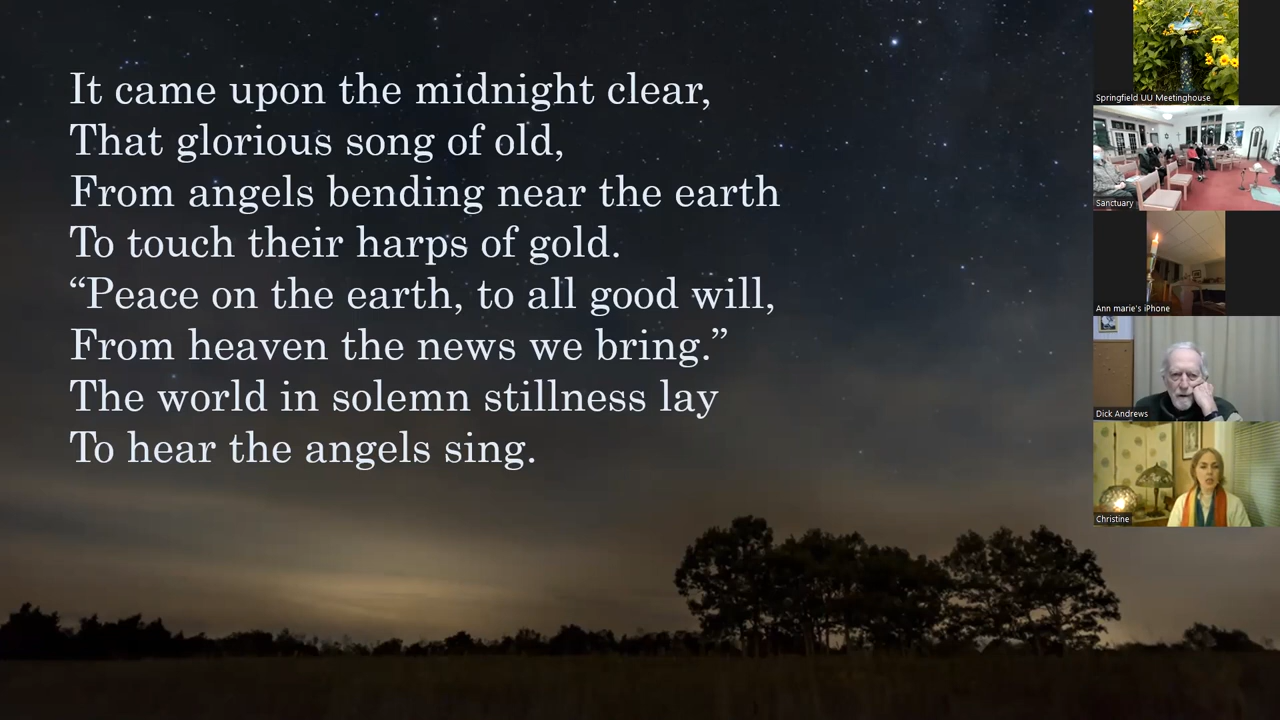 It came upon the midnight clear,
That glorious song of old,
From angels bending near the earth
To touch their harps of gold.
“Peace on the earth, to all good will,
From heaven the news we bring.”
The world in solemn stillness lay
To hear the angels sing.
Springfield UU Meetinghouse
Sanctuary
Ann marie's iPhone
Dick Andrews
Christine